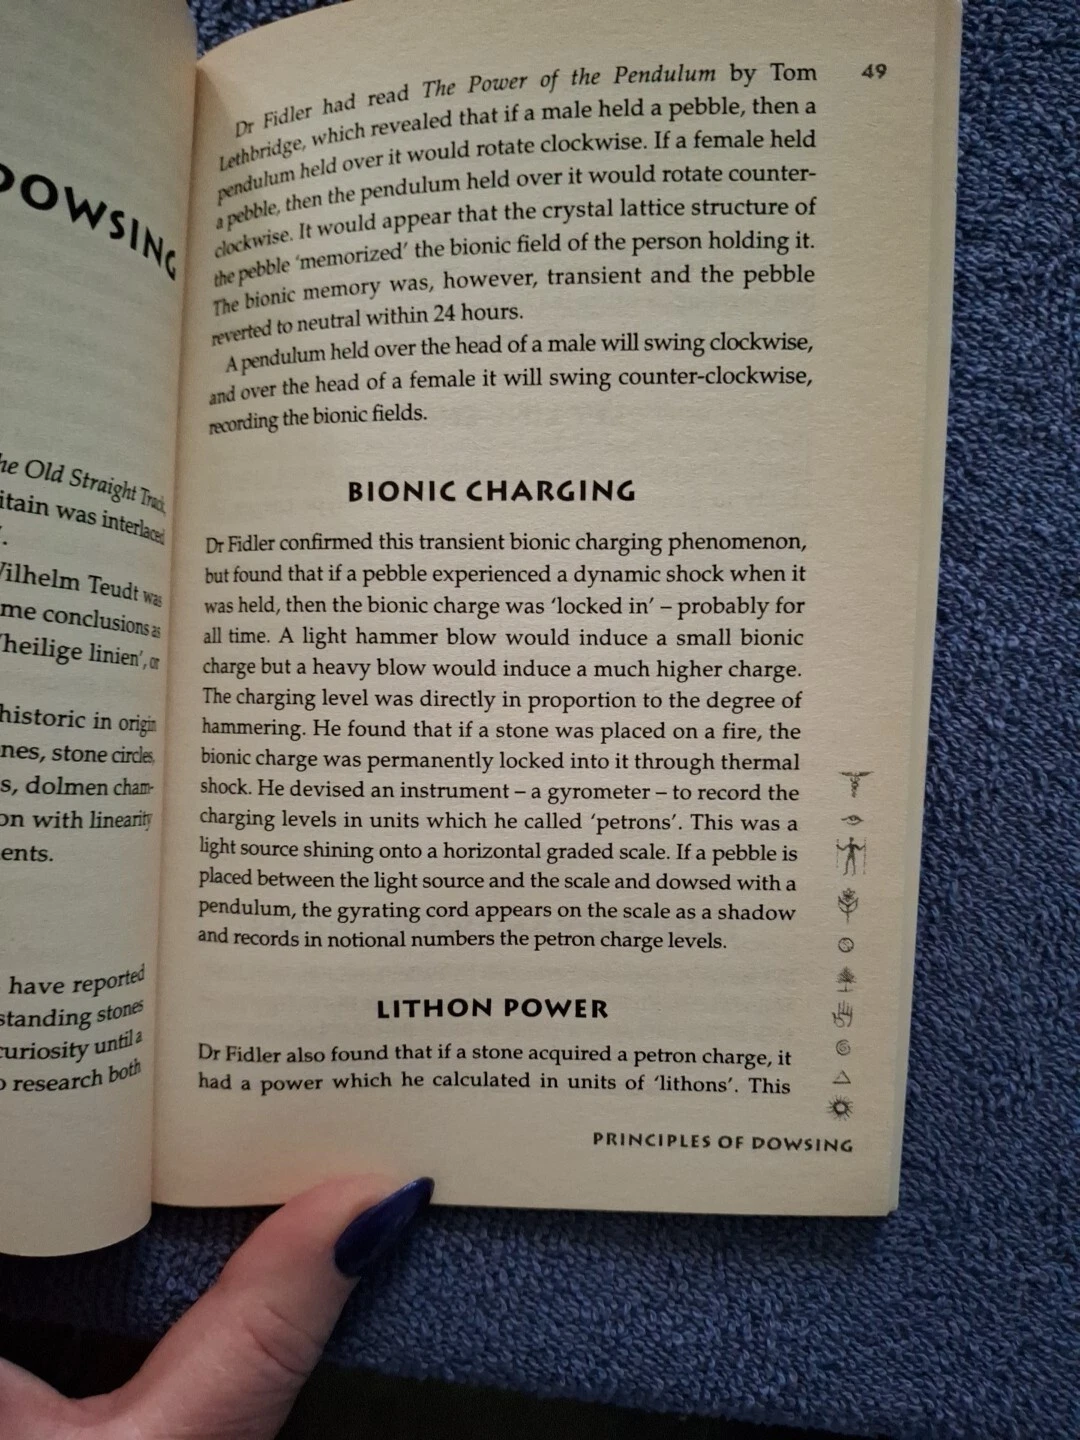 DOWSING
he Old Straight Track,
itain was interlaced
'.
Vilhelm Teudt was
me conclusions as
'heilige linien', or
historic in origin
nes, stone circles,
s, dolmen cham-
on with linearity
ents.
have reported
standing stones
curiosity until a
o research both
49
Dr Fidler had read The Power of the Pendulum by Tom
Lethbridge, which revealed that if a male held a pebble, then a
pendulum held over it would rotate clockwise. If a female held
a pebble, then the pendulum held over it would rotate counter-
clockwise. It would appear that the crystal lattice structure of
the pebble 'memorized' the bionic field of the person holding it.
The bionic memory was, however, transient and the pebble
reverted to neutral within 24 hours.
A pendulum held over the head of a male will swing clockwise,
and over the head of a female it will swing counter-clockwise,
recording the bionic fields.
BIONIC CHARGING
Dr Fidler confirmed this transient bionic charging phenomenon,
but found that if a pebble experienced a dynamic shock when it
was held, then the bionic charge was 'locked in' – probably for
all time. A light hammer blow would induce a small bionic
charge but a heavy blow would induce a much higher charge.
The charging level was directly in proportion to the degree of
hammering. He found that if a stone was placed on a fire, the
bionic charge was permanently locked into it through thermal
shock. He devised an instrument – a gyrometer – to record the
charging levels in units which he called 'petrons'. This was a
light source shining onto a horizontal graded scale. If a pebble is
placed between the light source and the scale and dowsed with a
pendulum, the gyrating cord appears on the scale as a shadow
and records in notional numbers the petron charge levels.
LITHON POWER
Dr Fidler also found that if a stone acquired a petron charge, it
had a power which he calculated in units of 'lithons'. This
PRINCIPLES OF DOWSING